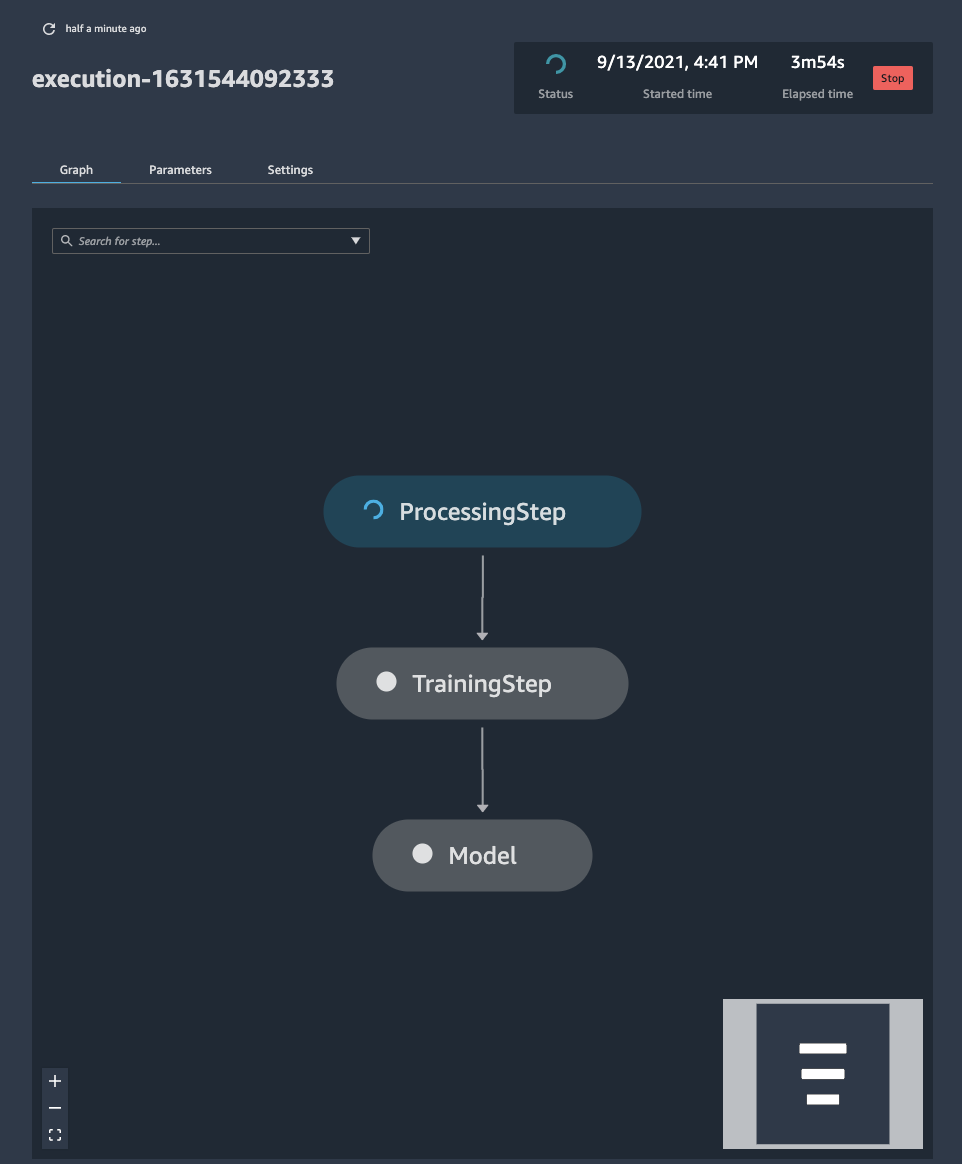 half a minute ago
execution-1631544092333
9/13/2021, 4:41 PM
3m54s
Stop
Status
Started time
Elapsed time
Graph
Parameters
Settings
Search for step...
ProcessingStep
TrainingStep
Model